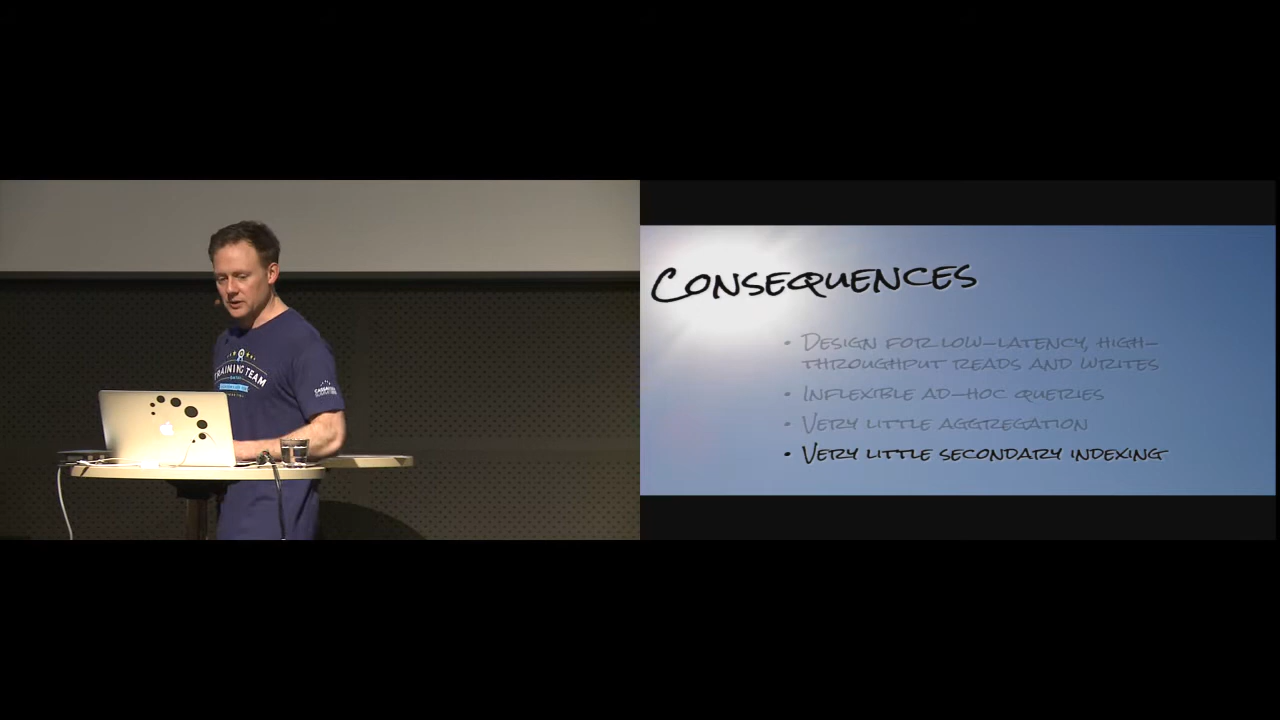 TRAINING TEAM
CASSANDRA
CONSEQUENCES
• DESIGN FOR LOW-LATENCY, HIGH-
THROUGHPUT READS AND WRITES
• INFLEXIBLE AD-HOC QUERIES
• VERY LITTLE AGGREGATION
• VERY LITTLE SECONDARY INDEXING